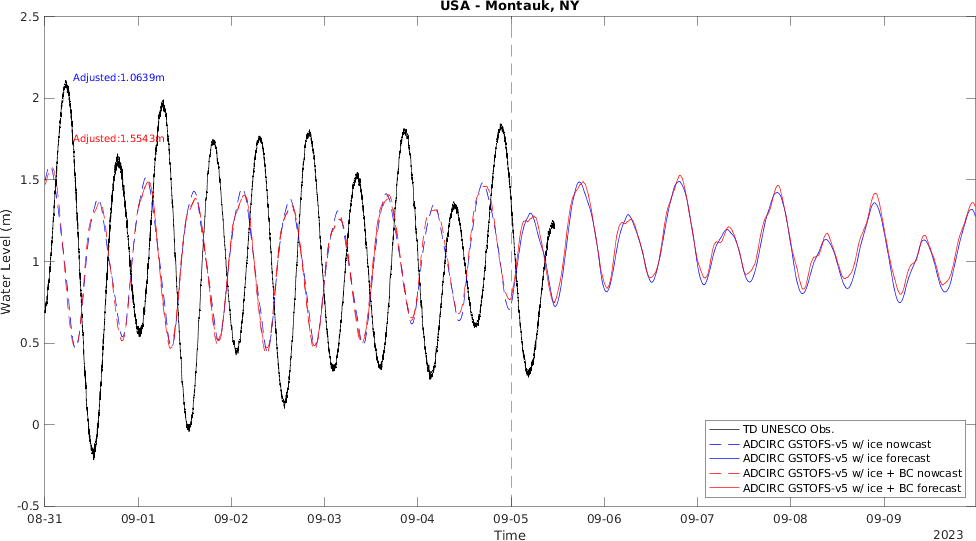 USA - Montauk, NY
2.5
2
1.5
1
0.5
0
-0.5
Water Level (m)
Adjusted:1.0639m
Adjusted:1.5543m
TD UNESCO Obs.
ADCIRC GSTOFS-v5 w/ ice nowcast
ADCIRC GSTOFS-v5 w/ ice forecast
ADCIRC GSTOFS-v5 w/ ice + BC nowcast
ADCIRC GSTOFS-v5 w/ ice + BC forecast
08-31 09-01 09-02 09-03 09-04 09-05 09-06 09-07 09-08 09-09
Time
2023